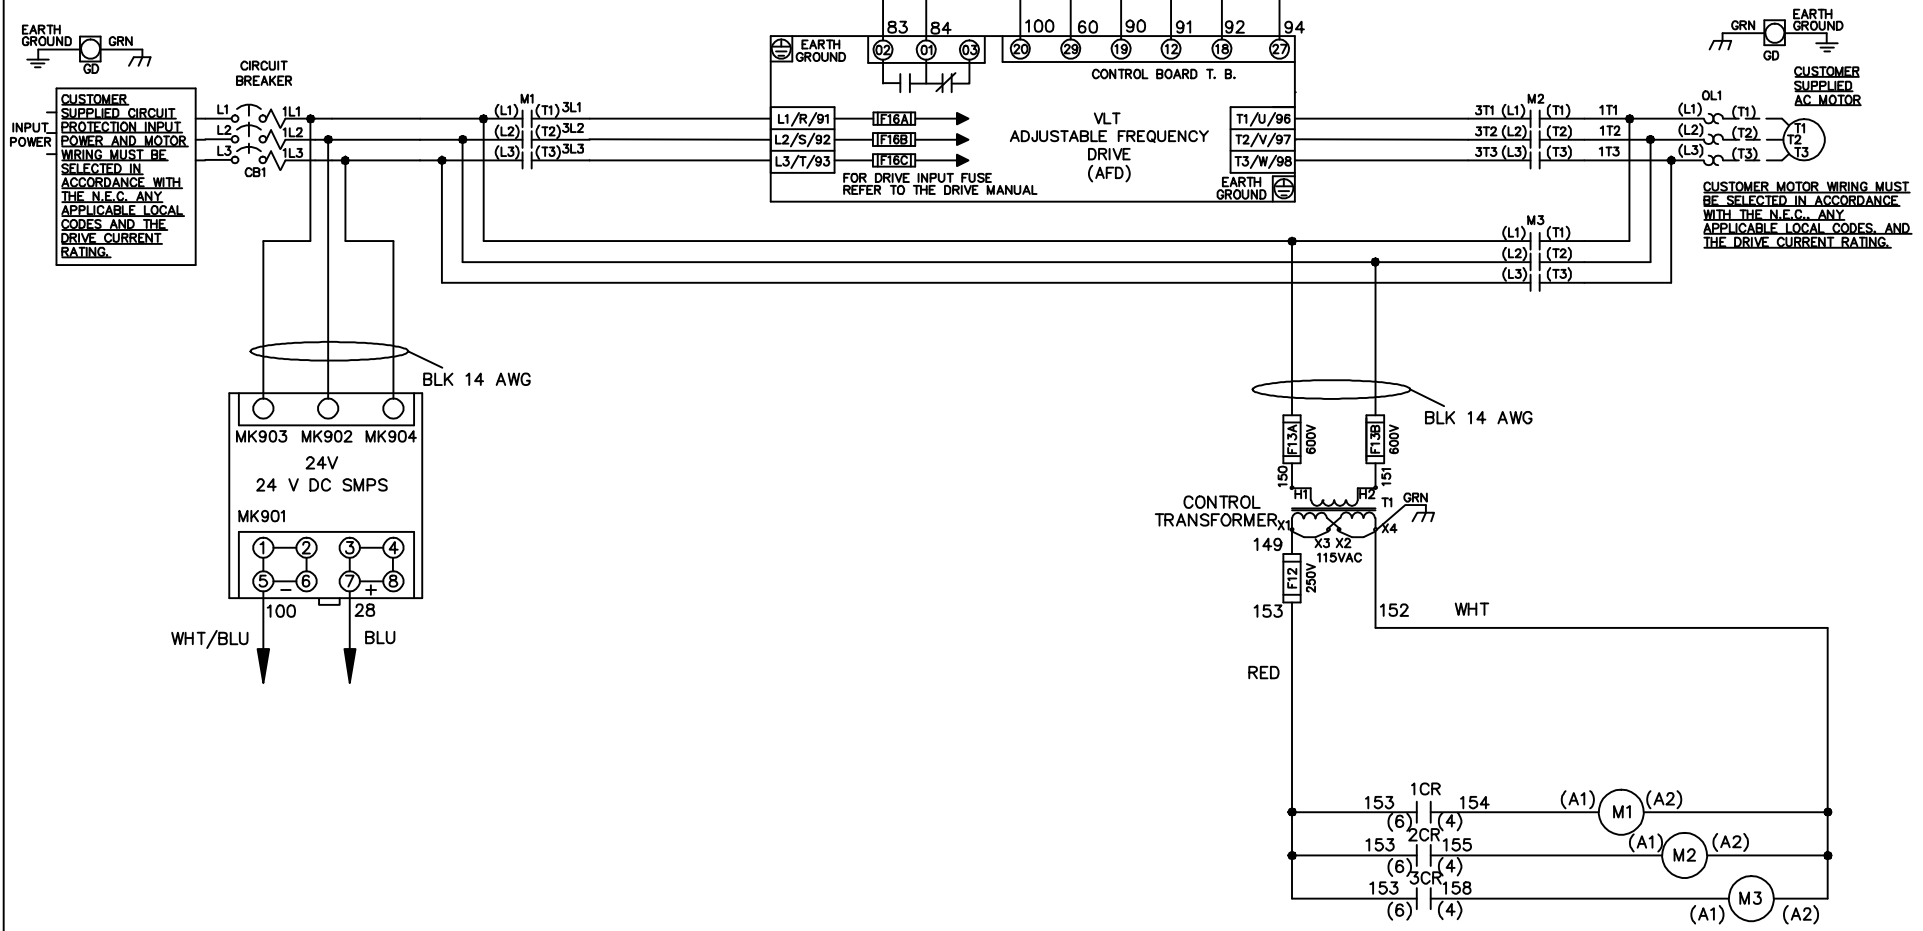 83 84 100 60 90 91 92 94
EARTH
GROUND
GRN
GD
EARTH
GROUND
02 01 03
20 29 19 12 18 27
CONTROL BOARD T. B.
GRN
EARTH
GROUND
GD
CUSTOMER
SUPPLIED
AC MOTOR
CIRCUIT
BREAKER
INPUT
POWER
CUSTOMER
SUPPLIED CIRCUIT
PROTECTION INPUT
POWER AND MOTOR
WIRING MUST BE
SELECTED IN
ACCORDANCE WITH
THE N.E.C. ANY
APPLICABLE LOCAL
CODES AND THE
DRIVE CURRENT
RATING.
L1 1L1
L2 1L2
L3 1L3
CB1
M1
(L1) (T1) 3L1
(L2) (T2) 3L2
(L3) (T3) 3L3
L1/R/91 F16A
L2/S/92 F16B
L3/T/93 F16C
FOR DRIVE INPUT FUSE
REFER TO THE DRIVE MANUAL
VLT
ADJUSTABLE FREQUENCY
DRIVE
(AFD)
T1/U/96
T2/V/97
T3/W/98
EARTH
GROUND
M2
3T1 (L1) (T1) 1T1
3T2 (L2) (T2) 1T2
3T3 (L3) (T3) 1T3
OL1
(L1) (T1)
(L2) (T2)
(L3) (T3)
T1
T2
T3
CUSTOMER MOTOR WIRING MUST
BE SELECTED IN ACCORDANCE
WITH THE N.E.C., ANY
APPLICABLE LOCAL CODES, AND
THE DRIVE CURRENT RATING.
M3
(L1) (T1)
(L2) (T2)
(L3) (T3)
BLK 14 AWG
MK903 MK902 MK904
24V
24 V DC SMPS
MK901
1 2 3 4
5 - 6 7 + 8
100 28
WHT/BLU BLU
BLK 14 AWG
F13A 600V
F13B 600V
150 151
H1 H2 T1
GRN
CONTROL
TRANSFORMER
X1 X3 X2 X4
115VAC
149
F12 250V
153 152 WHT
RED
1CR
153 154 (A1) M1 (A2)
(6) (4)
2CR
153 155 (A1) M2 (A2)
(6) (4)
3CR
153 158 M3
(6) (4) (A1) (A2)